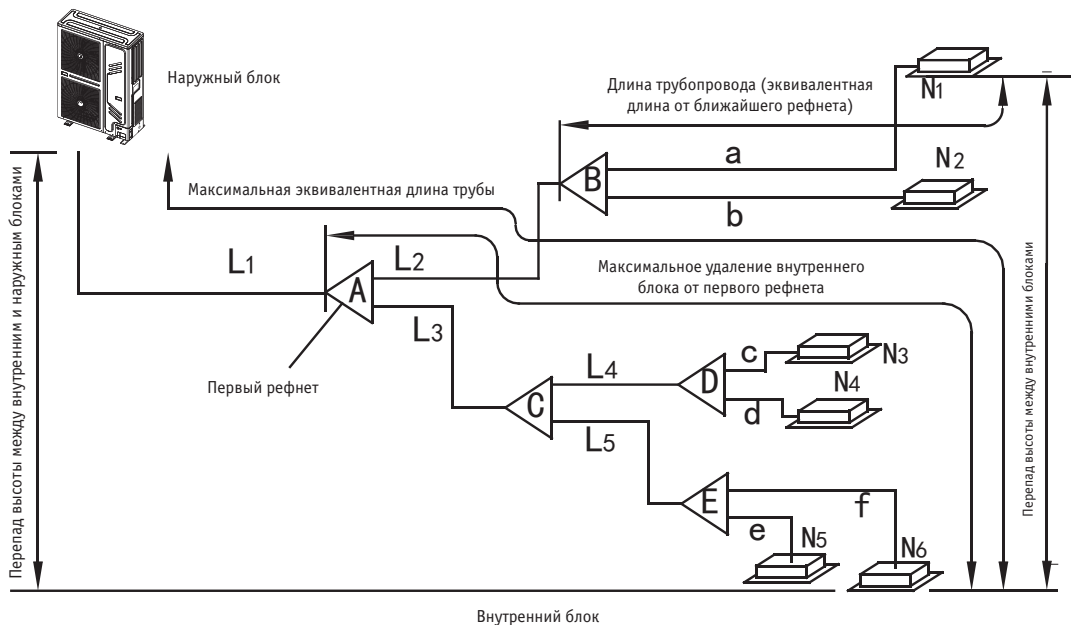 Наружный блок
Длина трубопровода (эквивалентная
длина от ближайшего рефнета)
N1
a
B
N2
b
Максимальная эквивалентная длина трубы
L1
L2
A
L3
Максимальное удаление внутреннего
блока от первого рефнета
Первый рефнет
c
N3
L4
D
N4
d
C
L5
E
f
e
N5
N6
Перепад высоты между внутренним и наружным блоками
Перепад высоты между внутренними блоками
Внутренний блок